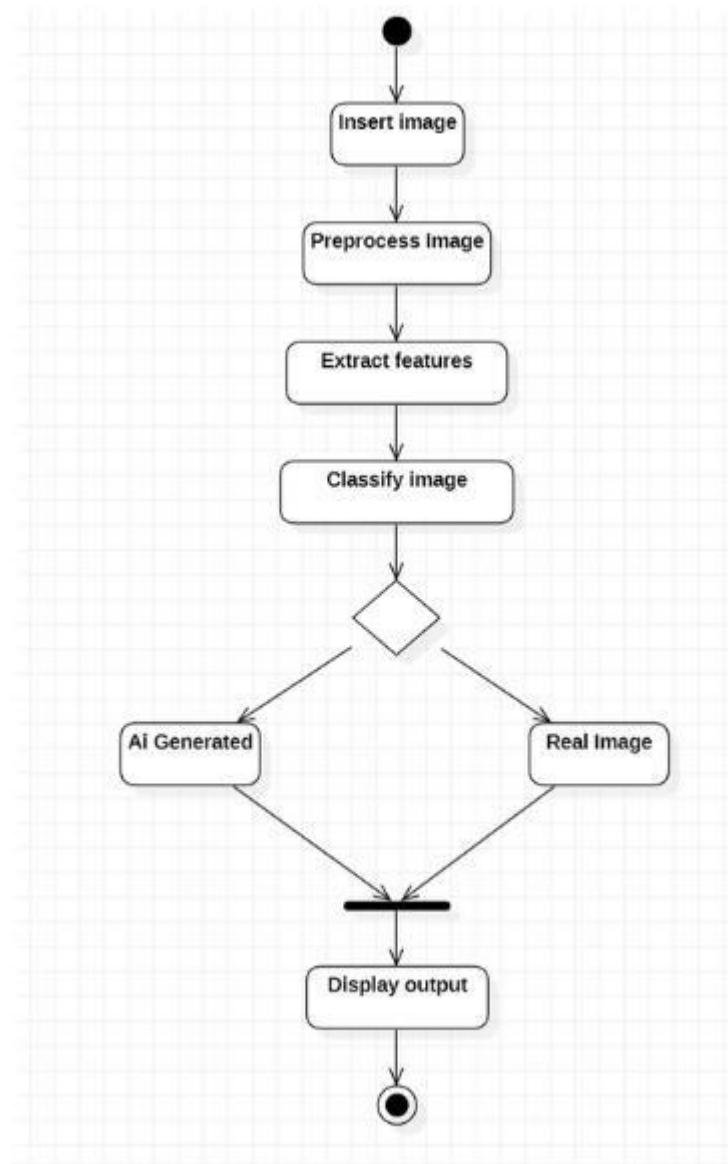 Insert image
Preprocess Image
Extract features
Classify image
Ai Generated
Real Image
Display output